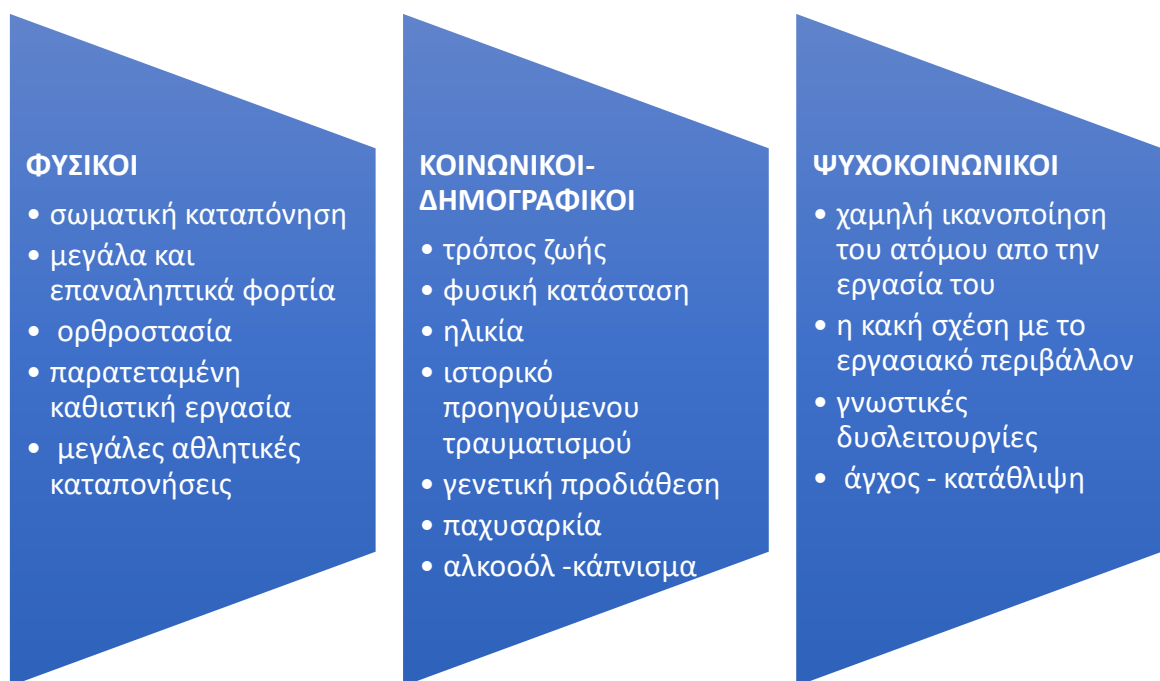 ΦΥΣΙΚΟΙ
• σωματική καταπόνηση
• μεγάλα και
επαναληπτικά φορτία
• ορθροστασία
• παρατεταμένη
καθιστική εργασία
• μεγάλες αθλητικές
καταπονήσεις
ΚΟΙΝΩΝΙΚΟΙ-
ΔΗΜΟΓΡΑΦΙΚΟΙ
• τρόπος ζωής
• φυσική κατάσταση
• ηλικία
• ιστορικό
προηγούμενου
τραυματισμού
• γενετική προδιάθεση
• παχυσαρκία
• αλκοοόλ -κάπνισμα
ΨΥΧΟΚΟΙΝΩΝΙΚΟΙ
• χαμηλή ικανοποίηση
του ατόμου απο την
εργασία του
• η κακή σχέση με το
εργασιακό περιβάλλον
• γνωστικές
δυσλειτουργίες
• άγχος - κατάθλιψη